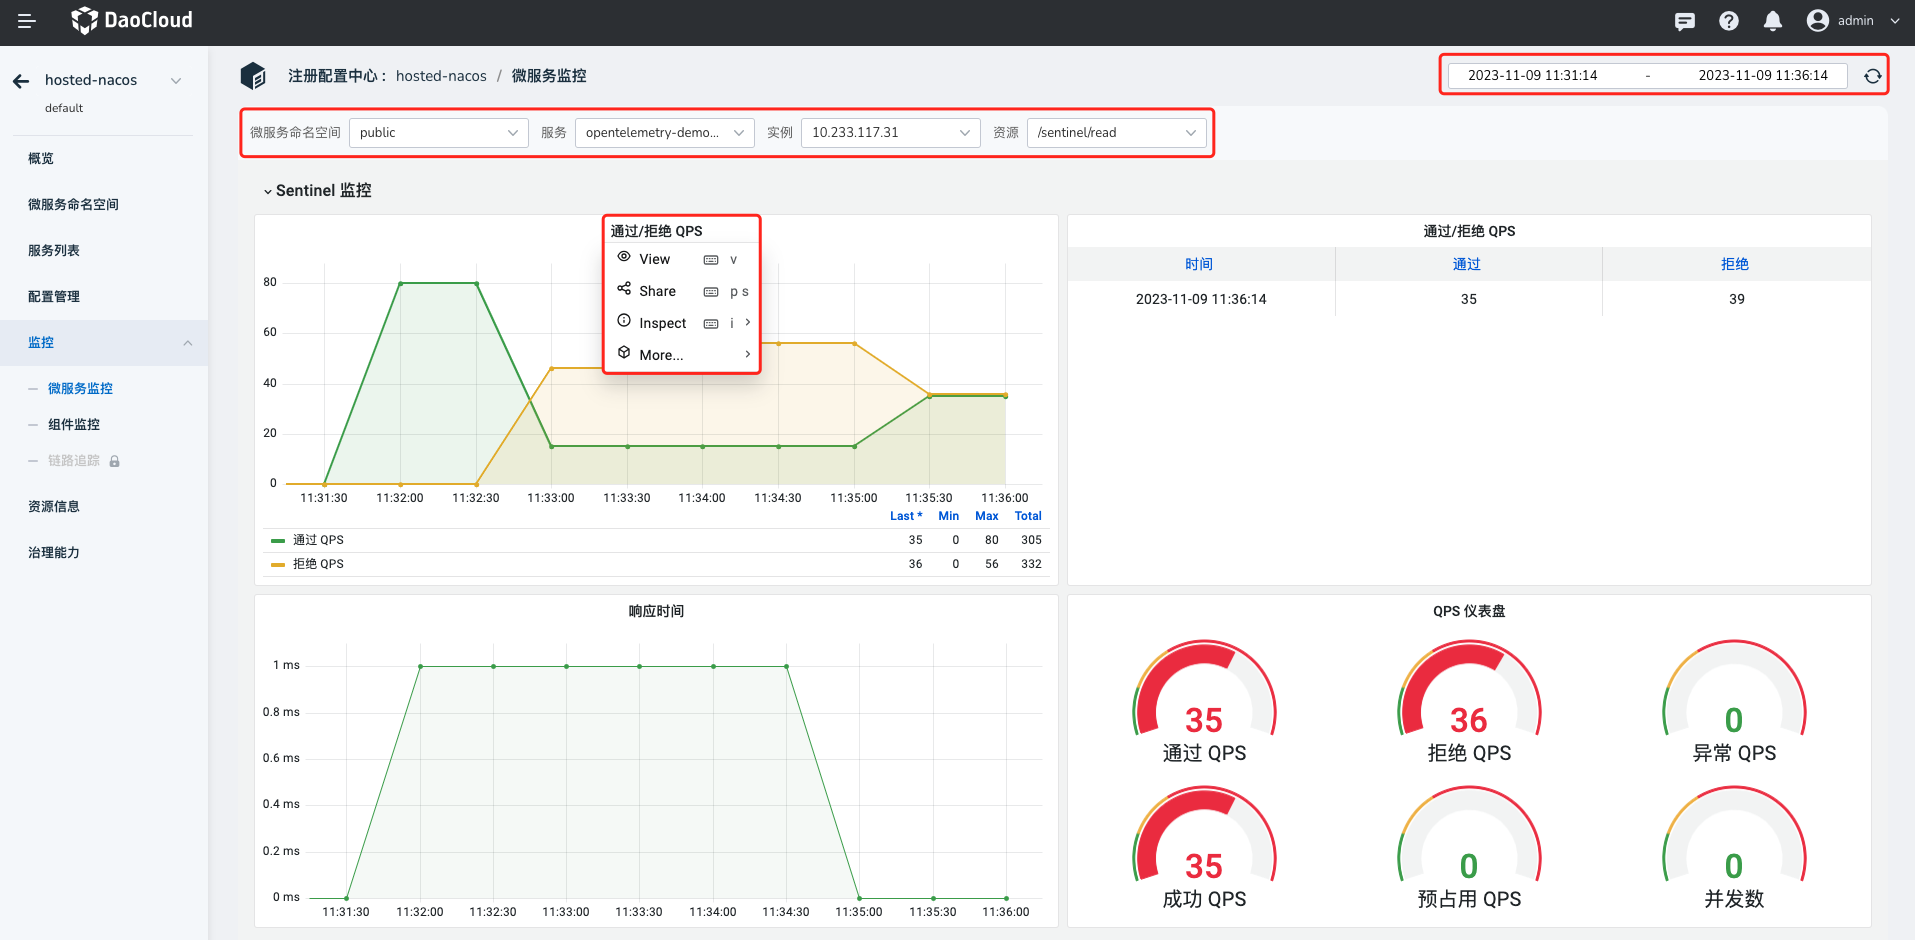 DaoCloud
admin
hosted-nacos
default
概览
微服务命名空间
服务列表
配置管理
监控
微服务监控
组件监控
链路追踪
资源信息
治理能力
注册配置中心： hosted-nacos / 微服务监控
2023-11-09 11:31:14 - 2023-11-09 11:36:14
微服务命名空间 public 服务 opentelemetry-demo... 实例 10.233.117.31 资源 /sentinel/read
Sentinel 监控
通过/拒绝 QPS
View v
Share p s
Inspect i
More...
80
60
40
20
0
11:31:30 11:32:00 11:32:30 11:33:00 11:33:30 11:34:00 11:34:30 11:35:00 11:35:30 11:36:00
Last * Min Max Total
通过 QPS 35 0 80 305
拒绝 QPS 36 0 56 332
通过/拒绝 QPS
时间 通过 拒绝
2023-11-09 11:36:14 35 39
响应时间
1 ms
0.8 ms
0.6 ms
0.4 ms
0.2 ms
0 ms
11:31:30 11:32:00 11:32:30 11:33:00 11:33:30 11:34:00 11:34:30 11:35:00 11:35:30 11:36:00
QPS 仪表盘
35 36 0
通过 QPS 拒绝 QPS 异常 QPS
35 0 0
成功 QPS 预占用 QPS 并发数